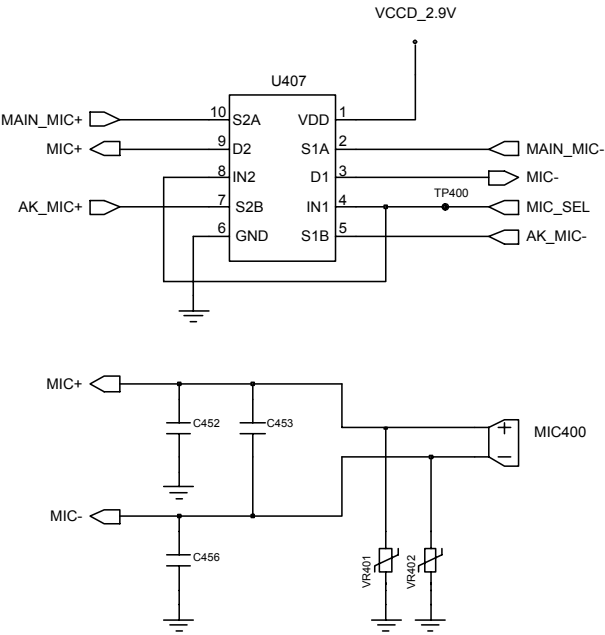 VCCD_2.9V
U407
MAIN_MIC+ 10 S2A VDD 1
MIC+ 9 D2 S1A 2 MAIN_MIC-
8 IN2 D1 3 MIC-
AK_MIC+ 7 S2B IN1 4 TP400 MIC_SEL
6 GND S1B 5 AK_MIC-
MIC+
C452 C453 + MIC400
−
MIC-
C456
VR401 VR402